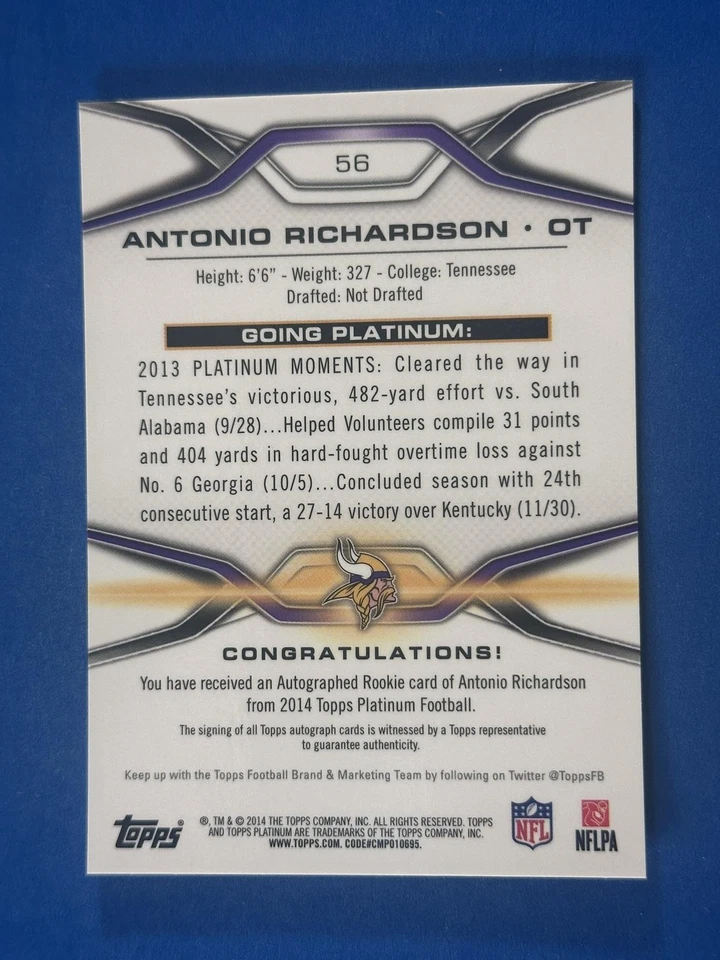 56
ANTONIO RICHARDSON • OT
Height: 6'6" - Weight: 327 - College: Tennessee
Drafted: Not Drafted
GOING PLATINUM:
2013 PLATINUM MOMENTS: Cleared the way in
Tennessee's victorious, 482-yard effort vs. South
Alabama (9/28)...Helped Volunteers compile 31 points
and 404 yards in hard-fought overtime loss against
No. 6 Georgia (10/5)...Concluded season with 24th
consecutive start, a 27-14 victory over Kentucky (11/30).
CONGRATULATIONS!
You have received an Autographed Rookie card of Antonio Richardson
from 2014 Topps Platinum Football.
The signing of all Topps autograph cards is witnessed by a Topps representative
to guarantee authenticity.
Keep up with the Topps Football Brand & Marketing Team by following on Twitter @ToppsFB
Topps®
®, TM & © 2014 THE TOPPS COMPANY, INC. ALL RIGHTS RESERVED. TOPPS
AND TOPPS PLATINUM ARE TRADEMARKS OF THE TOPPS COMPANY, INC.
WWW.TOPPS.COM. CODE#CMP010695.
NFL
NFLPA